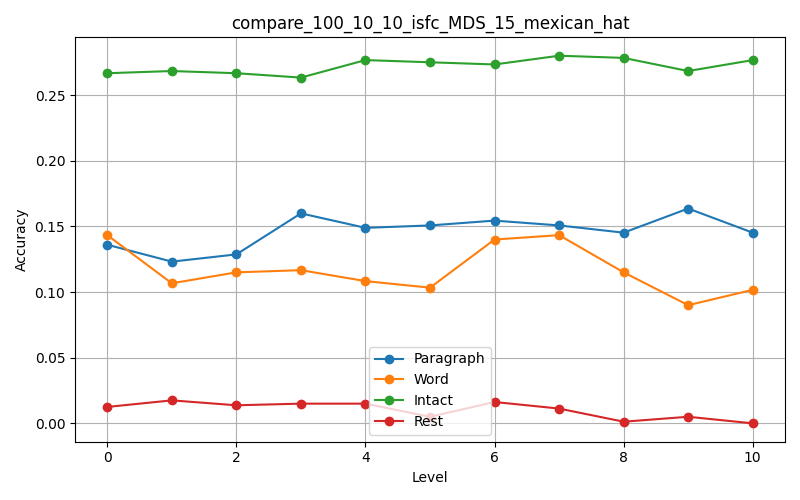 compare_100_10_10_isfc_MDS_15_mexican_hat
Accuracy
0.25
0.20
0.15
0.10
0.05
0.00
Paragraph
Word
Intact
Rest
0 2 4 6 8 10
Level